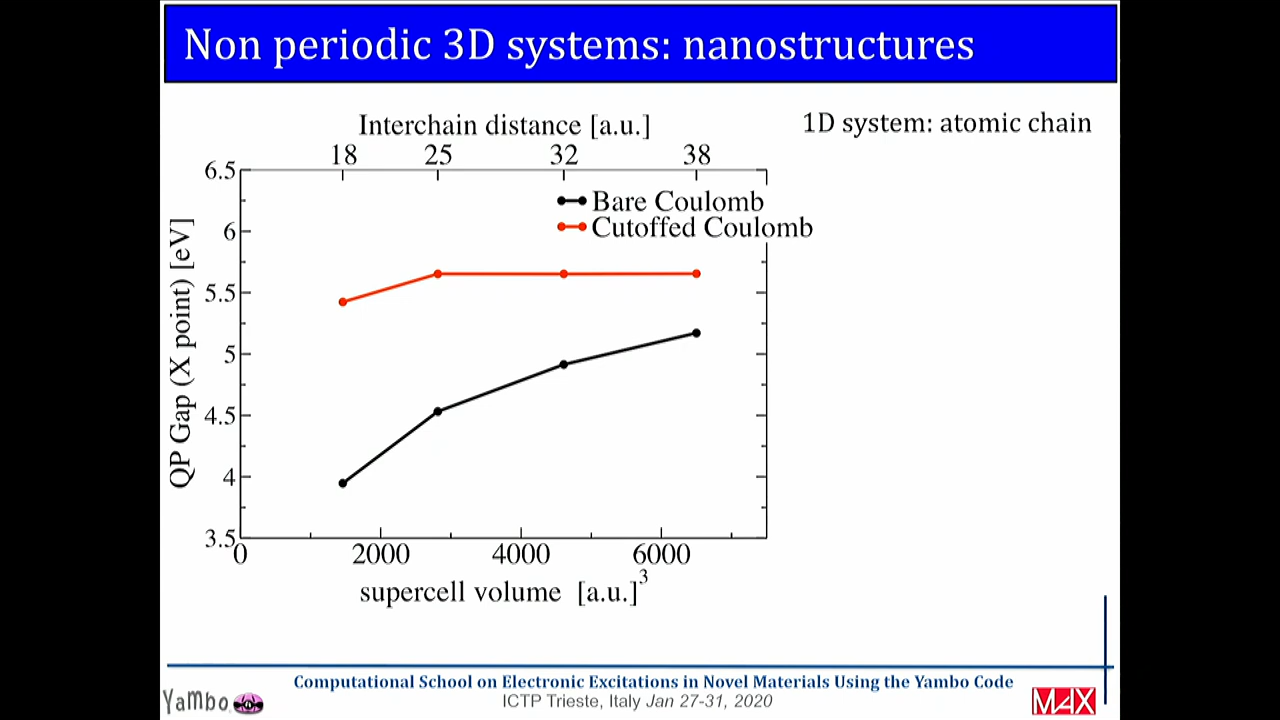 Non periodic 3D systems: nanostructures
1D system: atomic chain
Interchain distance [a.u.]
18 25 32 38
Bare Coulomb
Cutoffed Coulomb
QP Gap (X point) [eV]
6.5
6
5.5
5
4.5
4
3.5
0 2000 4000 6000
supercell volume [a.u.]³
Computational School on Electronic Excitations in Novel Materials Using the Yambo Code
ICTP Trieste, Italy Jan 27-31, 2020
Yambo
MAX